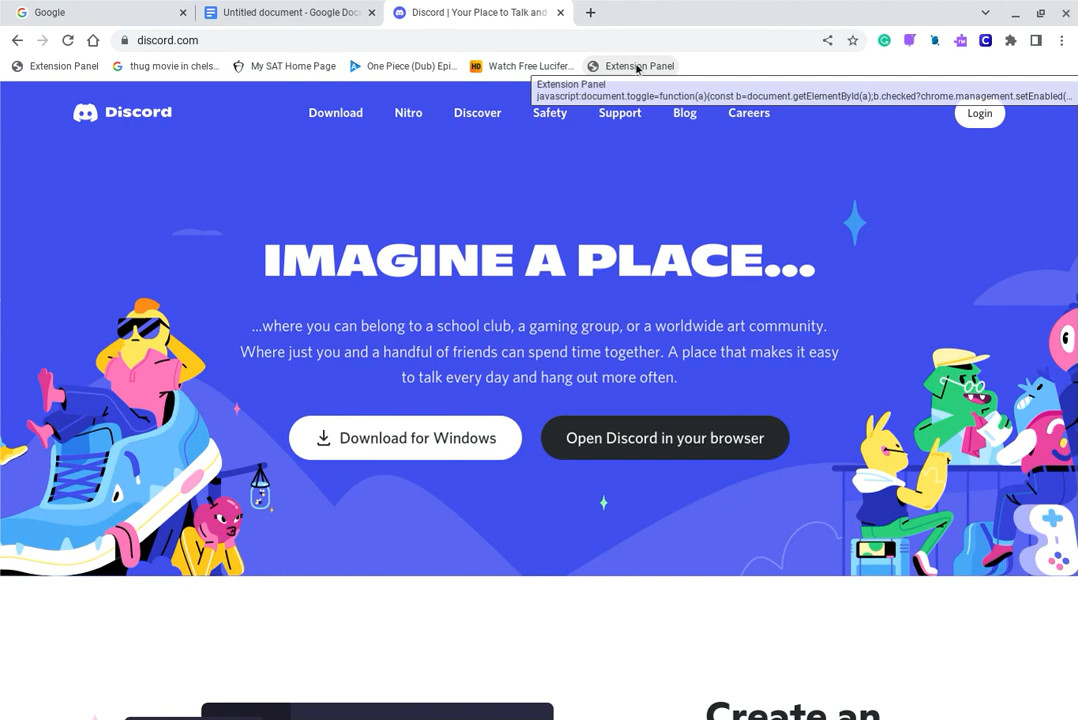 Google
Untitled document - Google Doc
Discord | Your Place to Talk and
discord.com
Extension Panel
thug movie in chels...
My SAT Home Page
One Piece (Dub) Epi...
Watch Free Lucifer...
Extension Panel
Extension Panel
javascript:document.toggle=function(a){const b=document.getElementById(a);b.checked?chrome.management.setEnabled(...
Discord
Download
Nitro
Discover
Safety
Support
Blog
Careers
Login
IMAGINE A PLACE...
...where you can belong to a school club, a gaming group, or a worldwide art community.
Where just you and a handful of friends can spend time together. A place that makes it easy
to talk every day and hang out more often.
Download for Windows
Open Discord in your browser
Create an